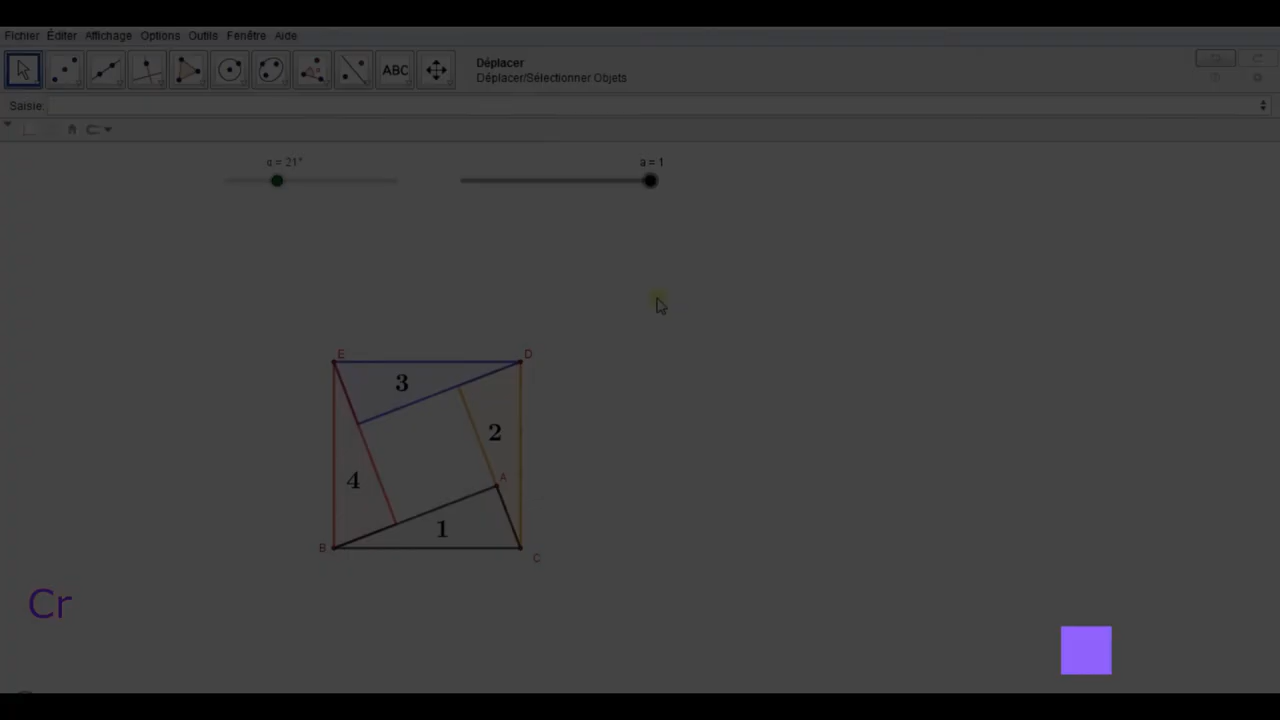 Fichier Éditer Affichage Options Outils Fenêtre Aide
ABC
Déplacer
Déplacer/Sélectionner Objets
Saisie:
α = 21°
a = 1
E
D
3
2
4
A
1
B
C
Cr